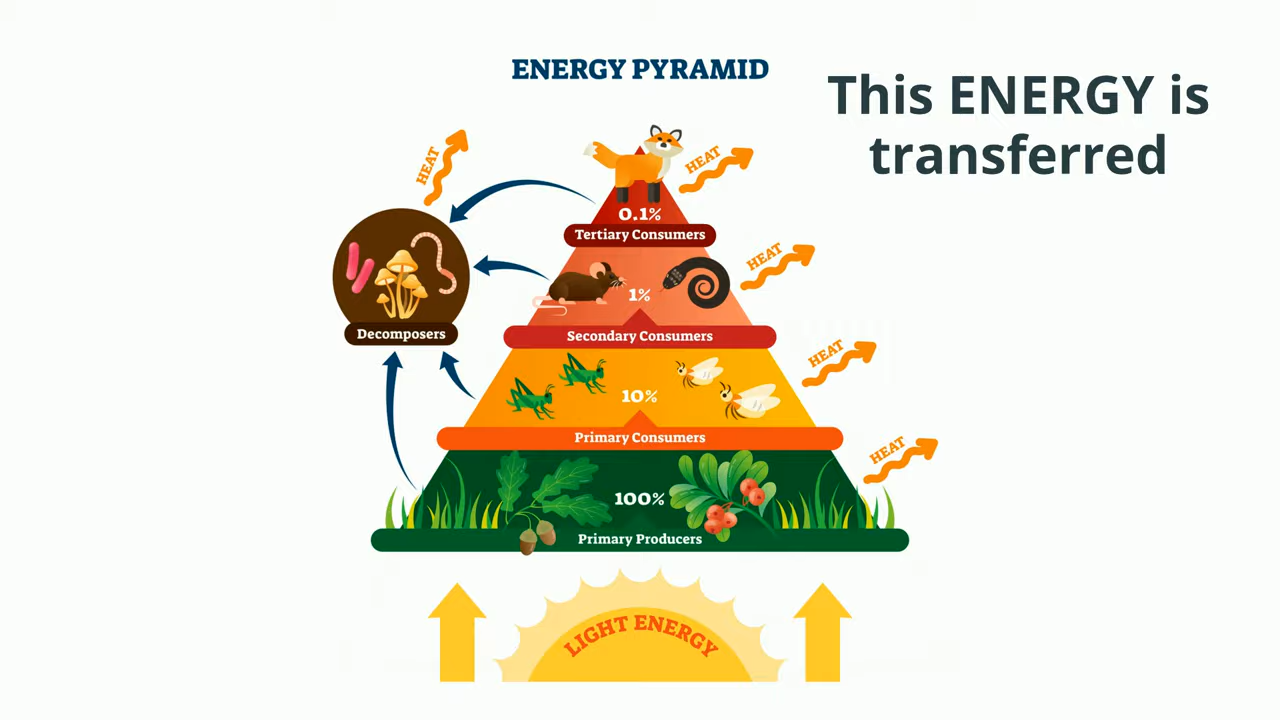 ENERGY PYRAMID
This ENERGY is
transferred
HEAT
HEAT
0.1%
Tertiary Consumers
HEAT
1%
Decomposers
Secondary Consumers
HEAT
10%
Primary Consumers
HEAT
100%
Primary Producers
LIGHT ENERGY